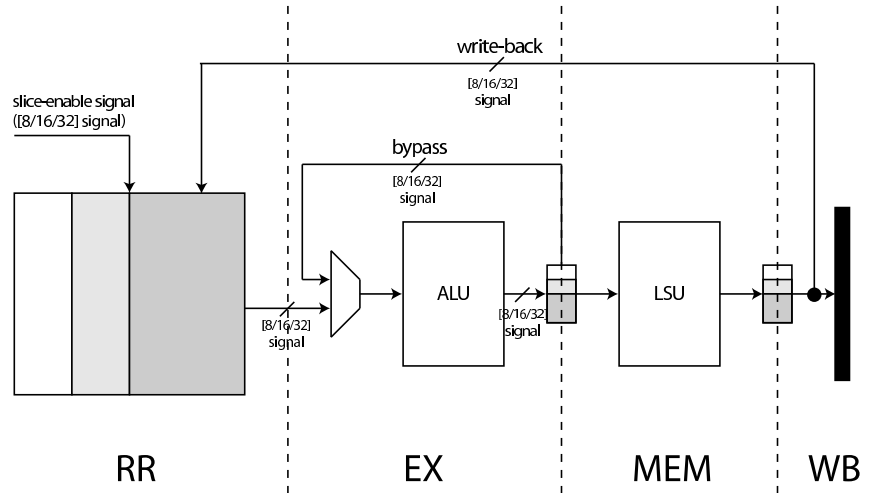 write-back
[8/16/32]
signal
slice-enable signal
([8/16/32] signal)
bypass
[8/16/32]
signal
ALU
LSU
[8/16/32]
signal
[8/16/32]
signal
RR
EX
MEM
WB